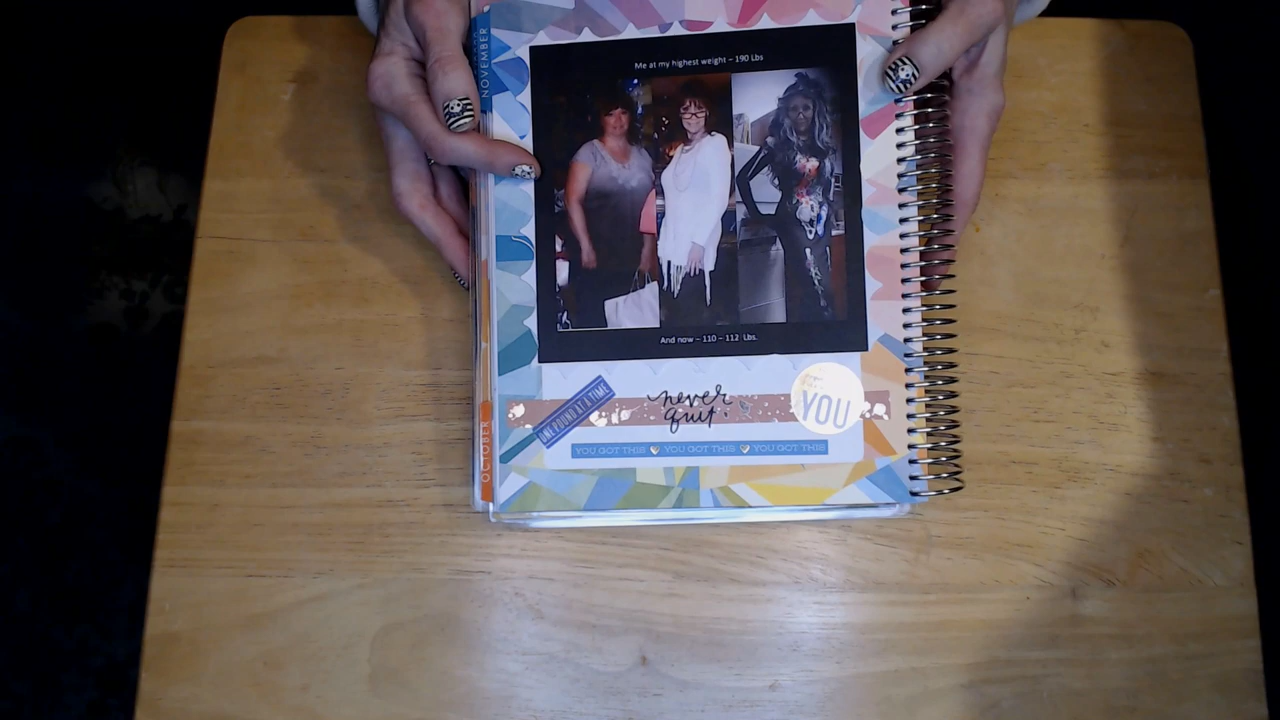 NOVEMBER
Me at my highest weight – 190 Lbs
And now – 110 – 112 Lbs.
ONE POUND AT A TIME
never
quit.
YOU
YOU GOT THIS YOU GOT THIS YOU GOT THIS
OCTOBER